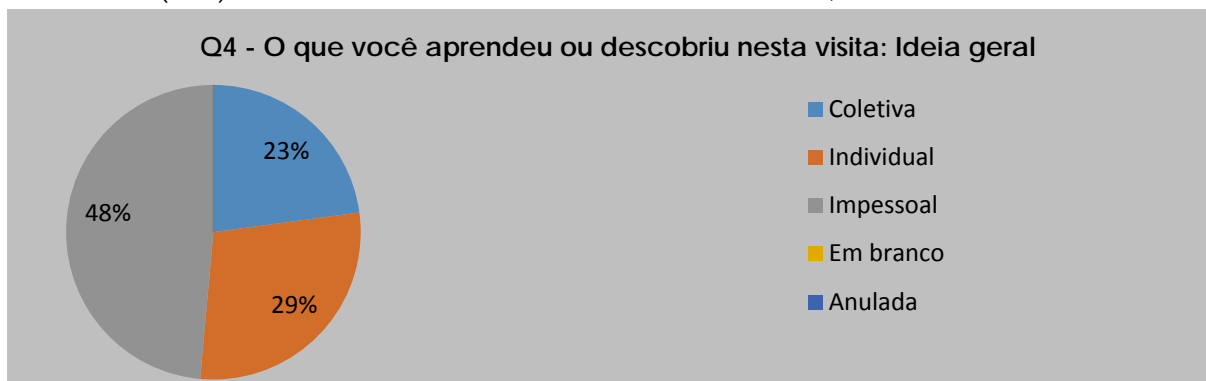 Q4 - O que você aprendeu ou descobriu nesta visita: Ideia geral
23%
48%
29%
Coletiva
Individual
Impessoal
Em branco
Anulada